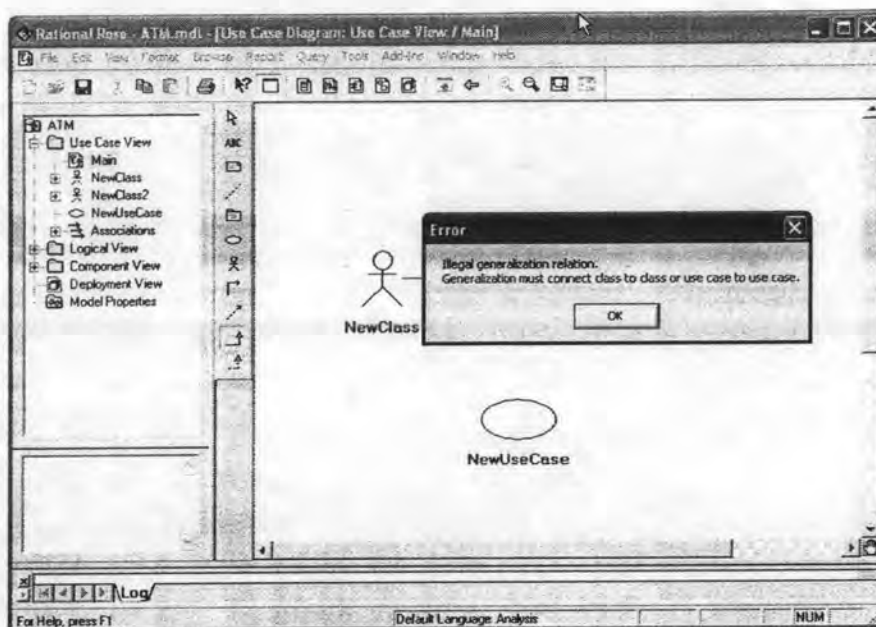 Rational Rose - ATM.mdl - [Use Case Diagram: Use Case View / Main]
File Edit View Format Browse Report Query Tools Add-Ins Window Help
ATM
Use Case View
Main
NewClass
NewClass2
NewUseCase
Associations
Logical View
Component View
Deployment View
Model Properties
ABC
Error
Illegal generalization relation.
Generalization must connect class to class or use case to use case.
OK
NewClass
NewUseCase
Log
For Help, press F1
Default Language Analysis
NUM